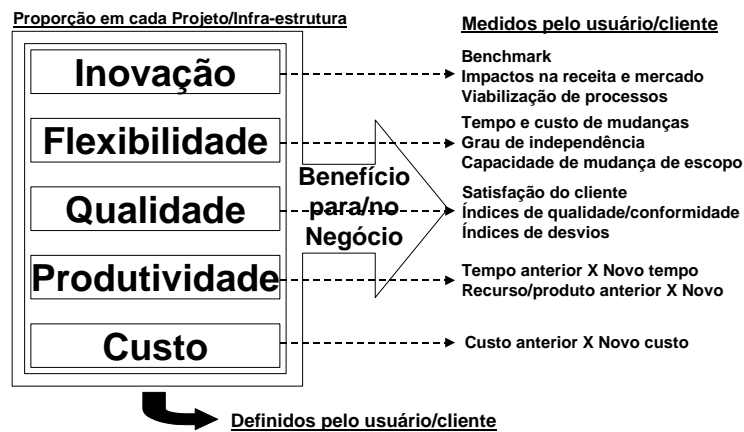 Proporção em cada Projeto/Infra-estrutura
Medidos pelo usuário/cliente
Inovação
Benchmark
Impactos na receita e mercado
Viabilização de processos
Flexibilidade
Tempo e custo de mudanças
Grau de independência
Capacidade de mudança de escopo
Benefício
para/no
Negócio
Qualidade
Satisfação do cliente
Índices de qualidade/conformidade
Índices de desvios
Produtividade
Tempo anterior X Novo tempo
Recurso/produto anterior X Novo
Custo
Custo anterior X Novo custo
Definidos pelo usuário/cliente